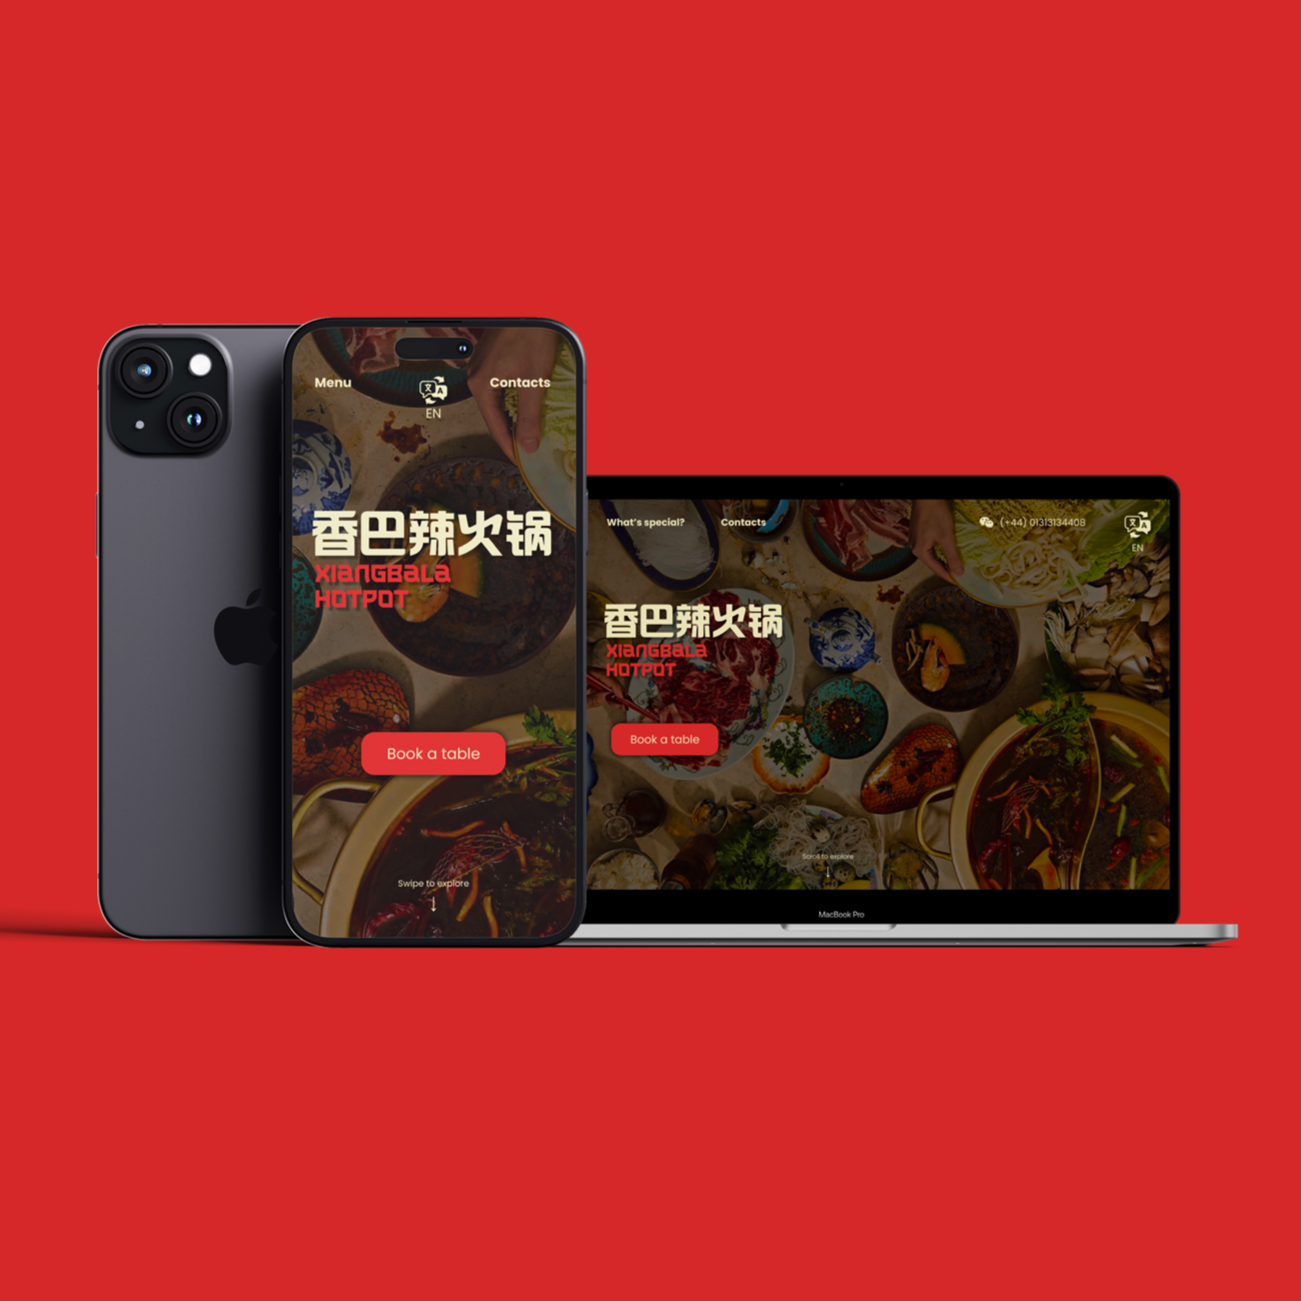 Menu
Contacts
EN
香巴辣火锅
XIANGBALA
HOTPOT
Book a table
Swipe to explore
What's special?
Contacts
(+44) 01313134408
EN
香巴辣火锅
XIANGBALA
HOTPOT
Book a table
Scroll to explore
MacBook Pro